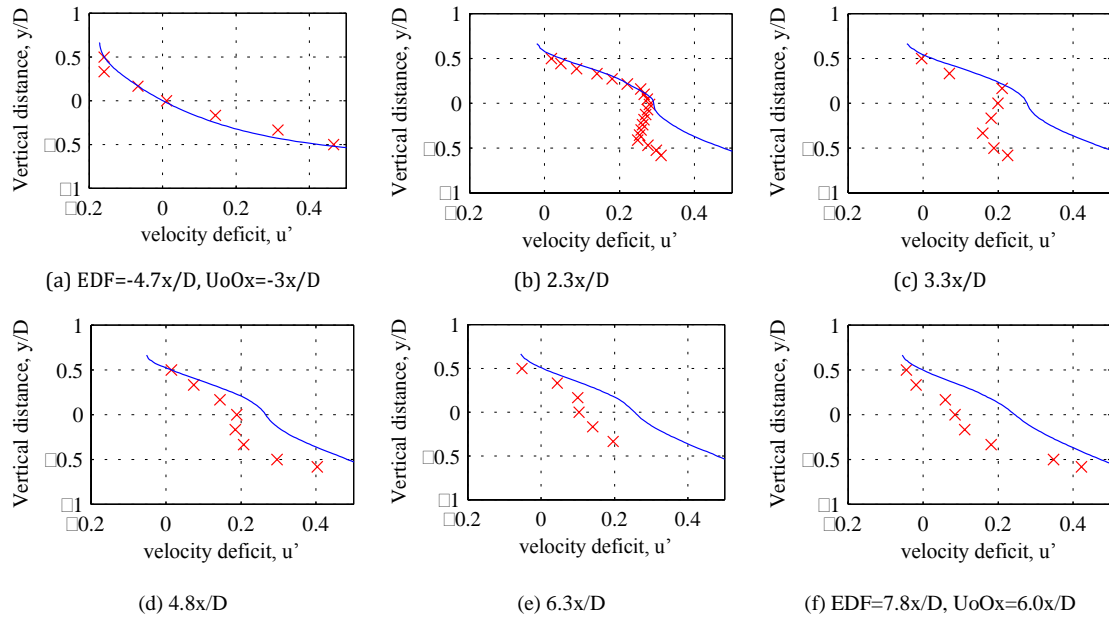 1
0.5
0
□0.5
□1
□0.2 0 0.2 0.4
Vertical distance, y/D
velocity deficit, u’
(a) EDF=-4.7x/D, UoOx=-3x/D
1
0.5
0
□0.5
□1
□0.2 0 0.2 0.4
Vertical distance, y/D
velocity deficit, u’
(b) 2.3x/D
1
0.5
0
□0.5
□1
□0.2 0 0.2 0.4
Vertical distance, y/D
velocity deficit, u’
(c) 3.3x/D
1
0.5
0
□0.5
□1
□0.2 0 0.2 0.4
Vertical distance, y/D
velocity deficit, u’
(d) 4.8x/D
1
0.5
0
□0.5
□1
□0.2 0 0.2 0.4
Vertical distance, y/D
velocity deficit, u’
(e) 6.3x/D
1
0.5
0
□0.5
□1
□0.2 0 0.2 0.4
Vertical distance, y/D
velocity deficit, u’
(f) EDF=7.8x/D, UoOx=6.0x/D